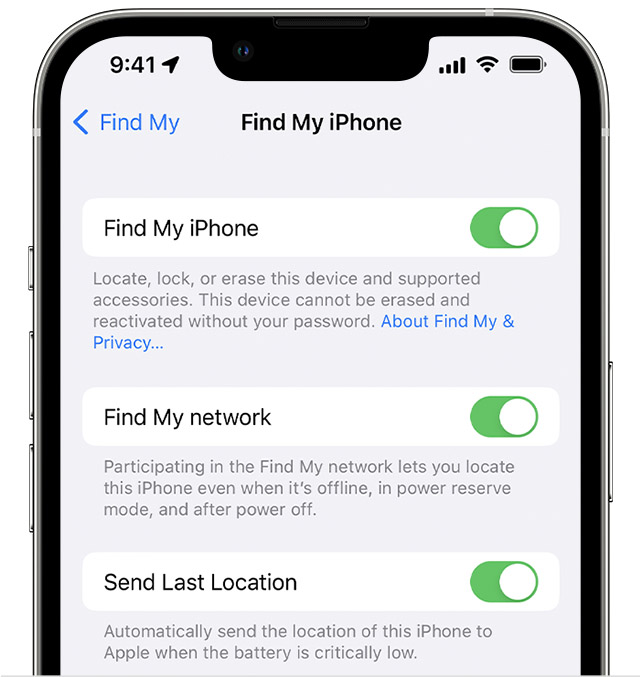 9:41
Find My
Find My iPhone
Find My iPhone
Locate, lock, or erase this device and supported
accessories. This device cannot be erased and
reactivated without your password. About Find My &
Privacy...
Find My network
Participating in the Find My network lets you locate
this iPhone even when it’s offline, in power reserve
mode, and after power off.
Send Last Location
Automatically send the location of this iPhone to
Apple when the battery is critically low.